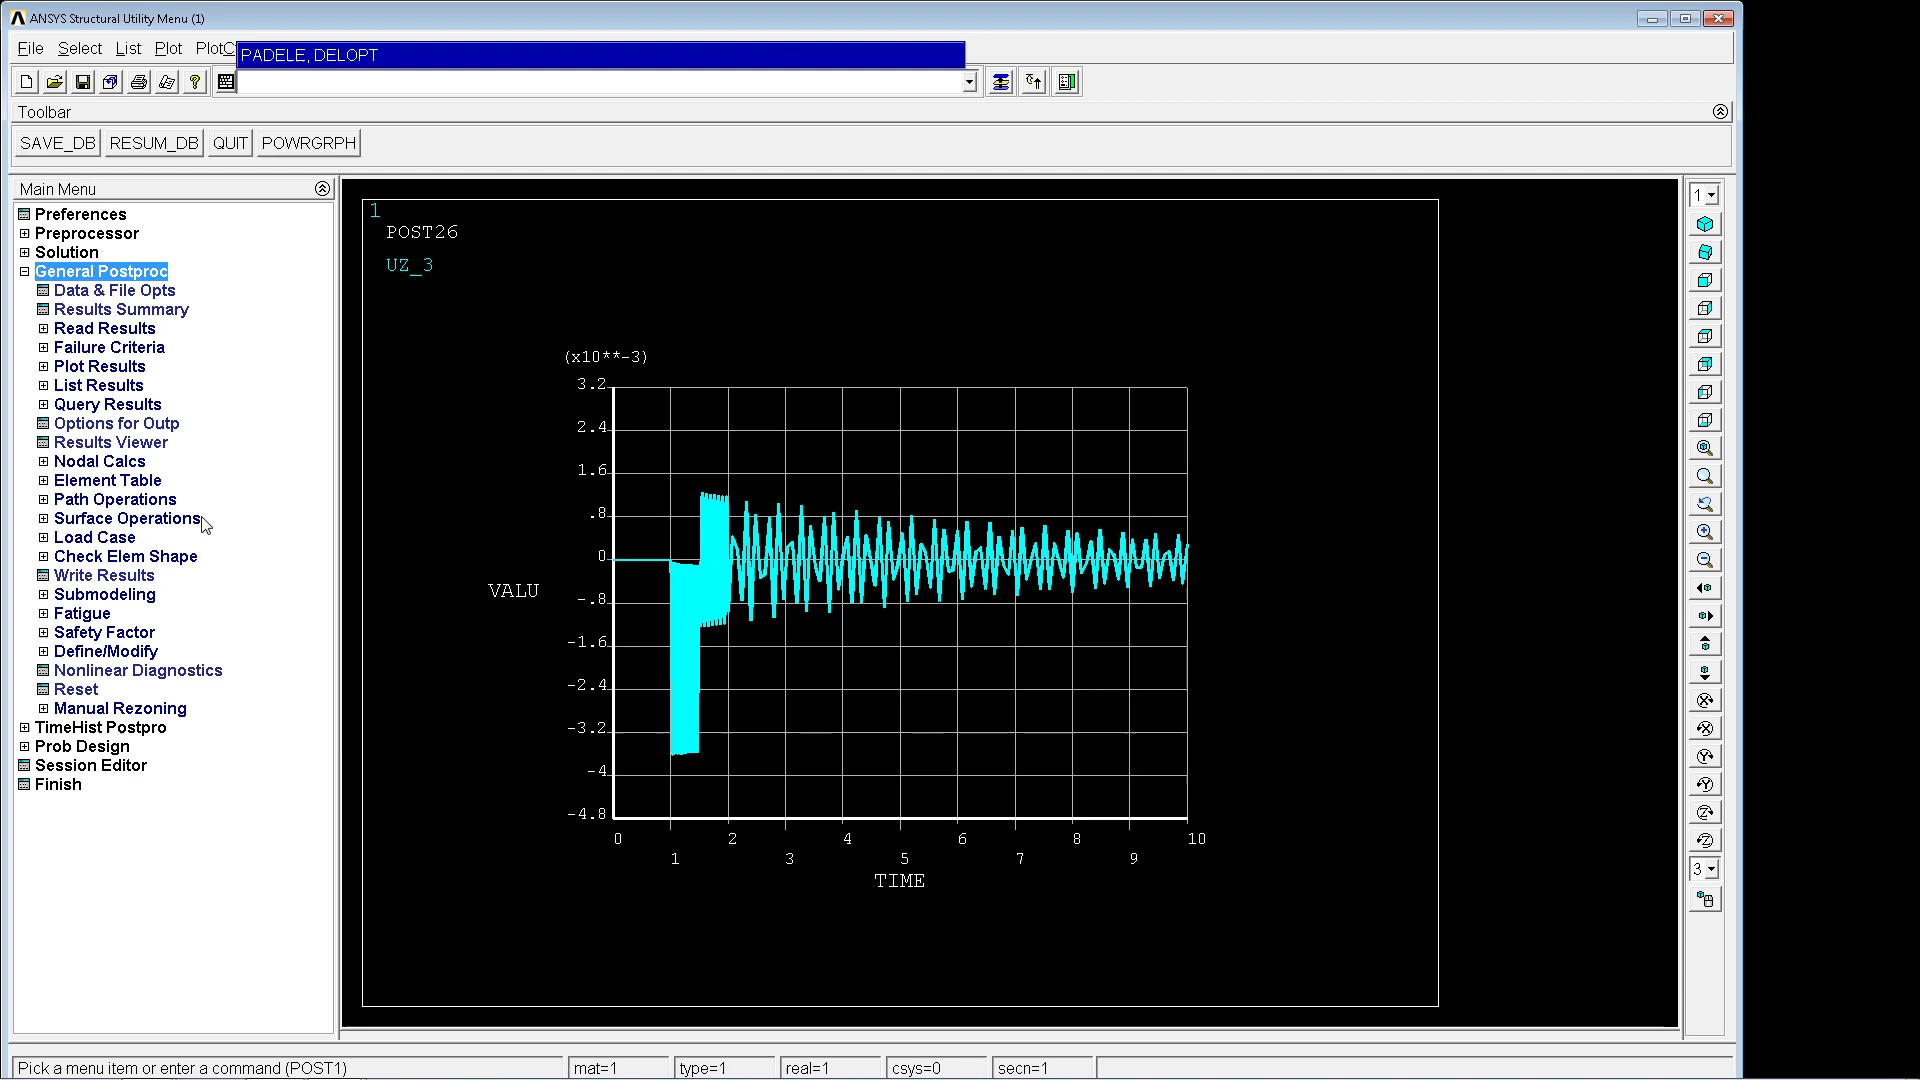 ANSYS Structural Utility Menu (1)
File Select List Plot PlotC
PADELE, DELOPT
Toolbar
SAVE_DB RESUM_DB QUIT POWRGRPH
Main Menu
Preferences
Preprocessor
Solution
General Postproc
Data & File Opts
Results Summary
Read Results
Failure Criteria
Plot Results
List Results
Query Results
Options for Outp
Results Viewer
Nodal Calcs
Element Table
Path Operations
Surface Operations
Load Case
Check Elem Shape
Write Results
Submodeling
Fatigue
Safety Factor
Define/Modify
Nonlinear Diagnostics
Reset
Manual Rezoning
TimeHist Postpro
Prob Design
Session Editor
Finish
1
POST26
UZ_3
(x10**-3)
3.2
2.4
1.6
.8
0
-.8
-1.6
-2.4
-3.2
-4
-4.8
VALU
0 2 4 6 8 10
1 3 5 7 9
TIME
1
3
Pick a menu item or enter a command (POST1) mat=1 type=1 real=1 csys=0 secn=1